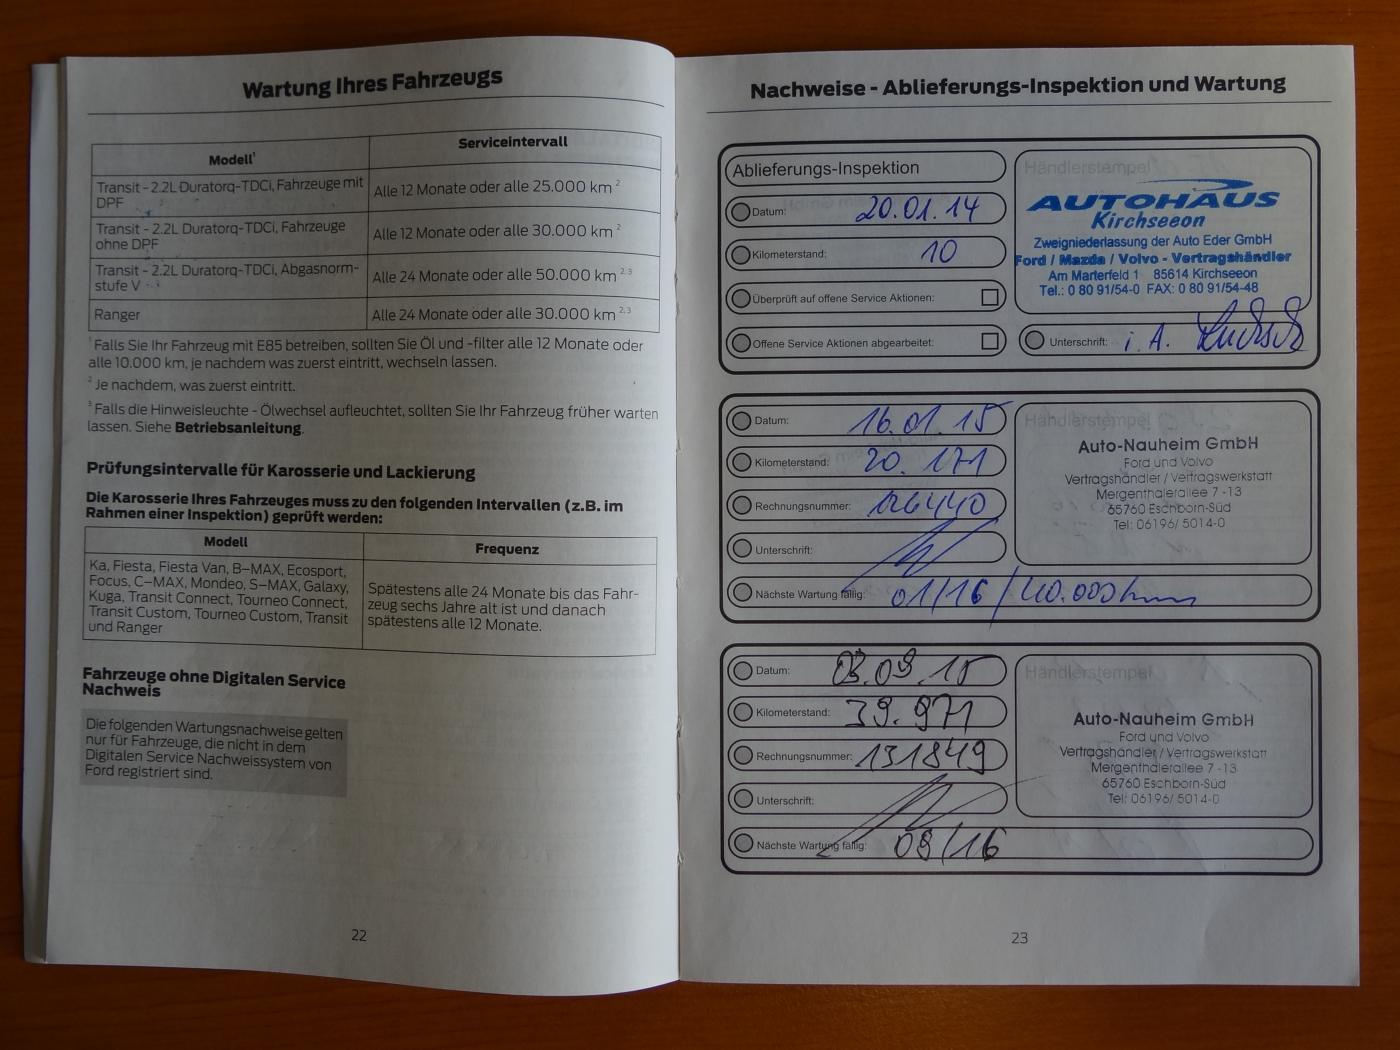 Wartung Ihres Fahrzeugs
Modell¹ Serviceintervall
Transit - 2.2L Duratorq-TDCi, Fahrzeuge mit
DPF
Alle 12 Monate oder alle 25.000 km ²
Transit - 2.2L Duratorq-TDCi, Fahrzeuge
ohne DPF
Alle 12 Monate oder alle 30.000 km ²
Transit - 2.2L Duratorq-TDCi, Abgasnorm-
stufe V
Alle 24 Monate oder alle 50.000 km ²·³
Ranger
Alle 24 Monate oder alle 30.000 km ²·³
¹ Falls Sie Ihr Fahrzeug mit E85 betreiben, sollten Sie Öl und -filter alle 12 Monate oder
alle 10.000 km, je nachdem was zuerst eintritt, wechseln lassen.
² Je nachdem, was zuerst eintritt.
³ Falls die Hinweisleuchte - Ölwechsel aufleuchtet, sollten Sie Ihr Fahrzeug früher warten
lassen. Siehe Betriebsanleitung.
Prüfungsintervalle für Karosserie und Lackierung
Die Karosserie Ihres Fahrzeuges muss zu den folgenden Intervallen (z.B. im
Rahmen einer Inspektion) geprüft werden:
Modell Frequenz
Ka, Fiesta, Fiesta Van, B-MAX, Ecosport,
Focus, C-MAX, Mondeo, S-MAX, Galaxy,
Kuga, Transit Connect, Tourneo Connect,
Transit Custom, Tourneo Custom, Transit
und Ranger
Spätestens alle 24 Monate bis das Fahr-
zeug sechs Jahre alt ist und danach
spätestens alle 12 Monate.
Fahrzeuge ohne Digitalen Service
Nachweis
Die folgenden Wartungsnachweise gelten
nur für Fahrzeuge, die nicht in dem
Digitalen Service Nachweissystem von
Ford registriert sind.
22
Nachweise - Ablieferungs-Inspektion und Wartung
Ablieferungs-Inspektion
Datum: 20.01.14
Kilometerstand: 10
Überprüft auf offene Service Aktionen:
Offene Service Aktionen abgearbeitet:
Händlerstempel
AUTOHAUS
Kirchseeon
Zweigniederlassung der Auto Eder GmbH
Ford / Mazda / Volvo - Vertragshändler
Am Marterfeld 1 85614 Kirchseeon
Tel.: 0 80 91/54-0 FAX: 0 80 91/54-48
Unterschrift: i. A.
Datum: 16.01.15
Kilometerstand: 20.171
Rechnungsnummer: 126440
Unterschrift:
Nächste Wartung fällig: 01/16 / 40.000 km
Händlerstempel
Auto-Nauheim GmbH
Ford und Volvo
Vertragshändler / Vertragswerkstatt
Mergenthalerallee 7 -13
65760 Eschborn-Süd
Tel: 06196/ 5014-0
Datum: 03.09.15
Kilometerstand: 39.971
Rechnungsnummer: 131849
Unterschrift:
Nächste Wartung fällig: 09/16
Händlerstempel
Auto-Nauheim GmbH
Ford und Volvo
Vertragshändler / Vertragswerkstatt
Mergenthalerallee 7 -13
65760 Eschborn-Süd
Tel: 06196/ 5014-0
23